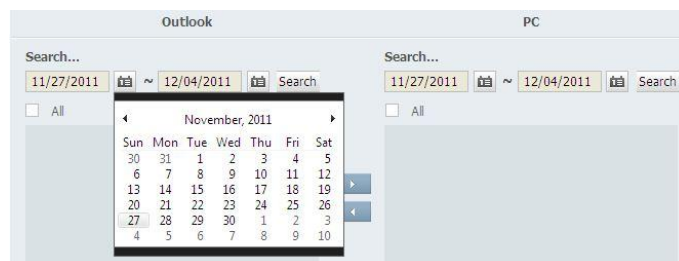 Outlook PC
Search... Search...
11/27/2011 ~ 12/04/2011 Search 11/27/2011 ~ 12/04/2011 Search
All All
November, 2011
Sun Mon Tue Wed Thu Fri Sat
30 31 1 2 3 4 5
6 7 8 9 10 11 12
13 14 15 16 17 18 19
20 21 22 23 24 25 26
27 28 29 30 1 2 3
4 5 6 7 8 9 10